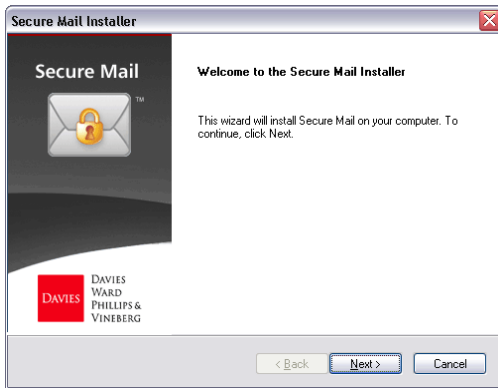 Secure Mail Installer
Secure Mail
TM
Welcome to the Secure Mail Installer
This wizard will install Secure Mail on your computer. To
continue, click Next.
DAVIES
DAVIES
WARD
PHILLIPS &
VINEBERG
< Back
Next >
Cancel